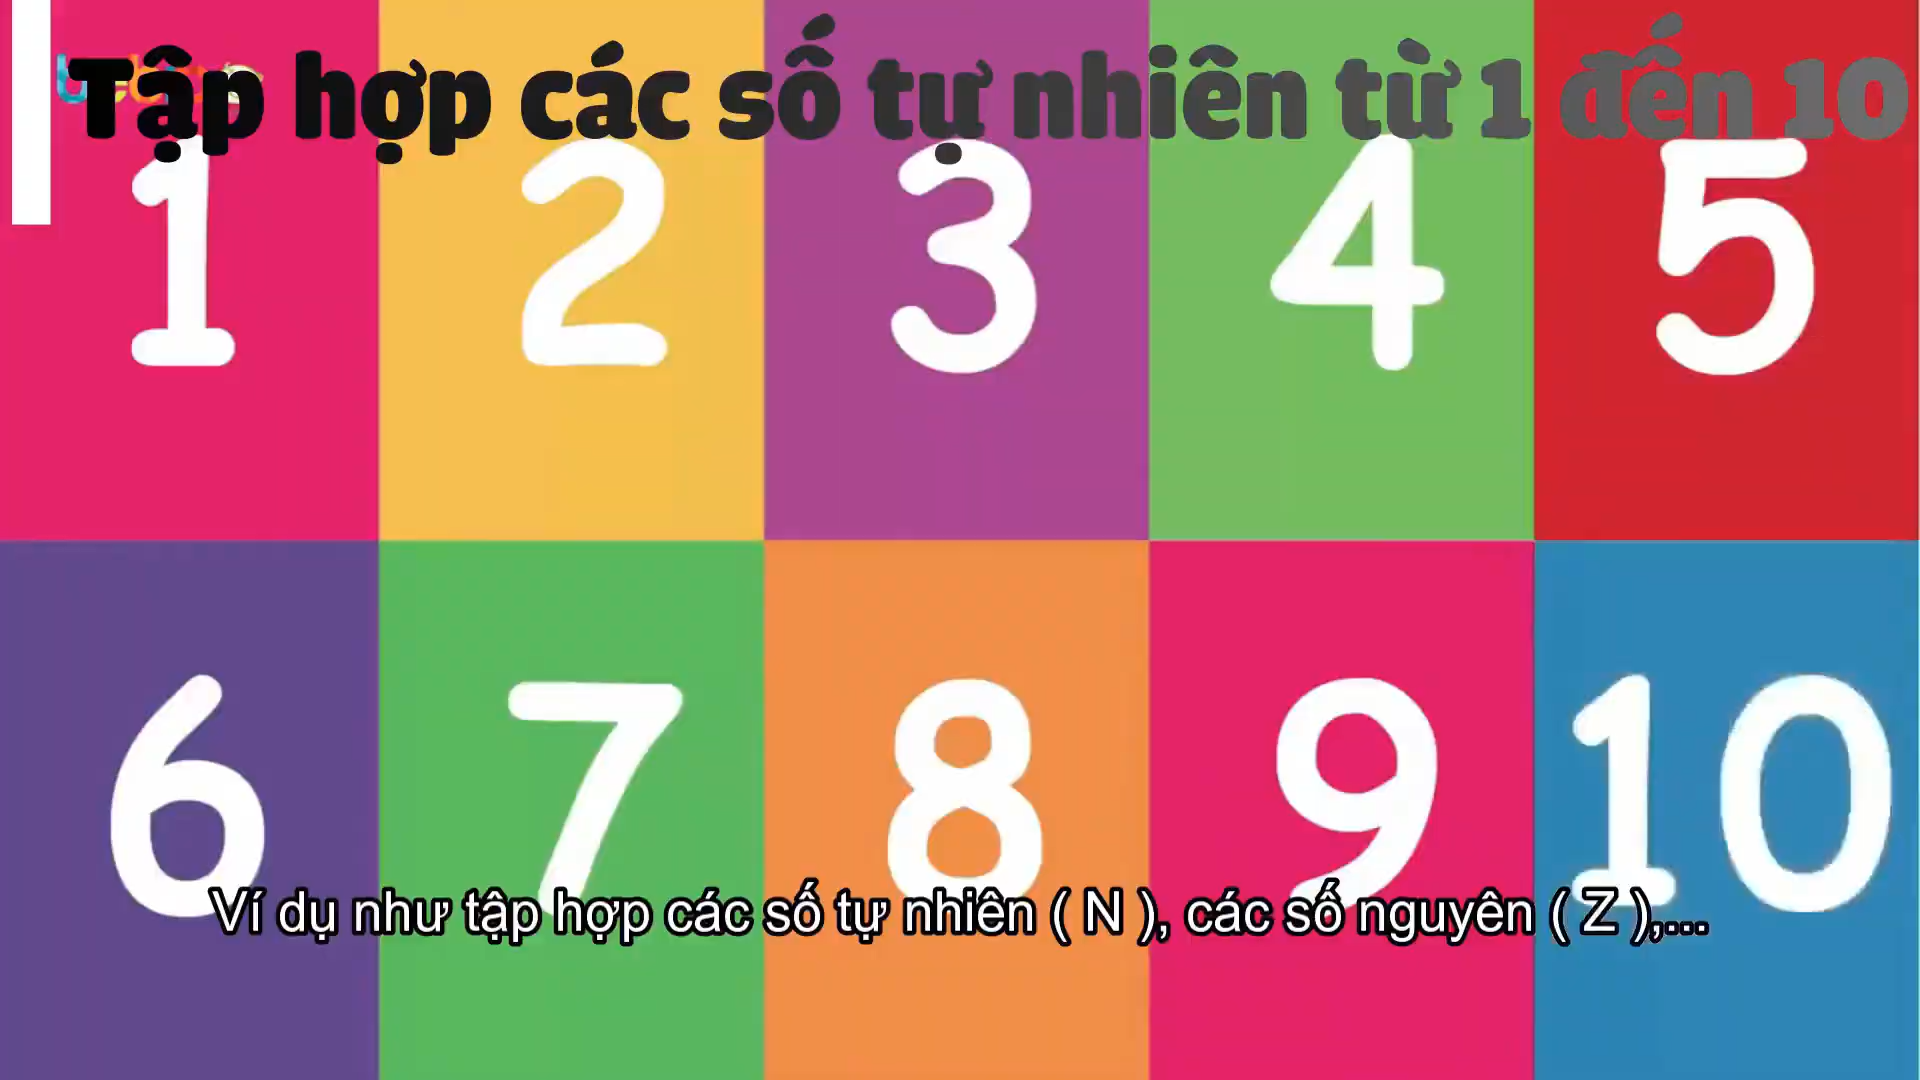 Tập hợp các số tự nhiên từ 1 đến 10
1 2 3 4 5
6 7 8 9 10
Ví dụ như tập hợp các số tự nhiên ( N ), các số nguyên ( Z ),...